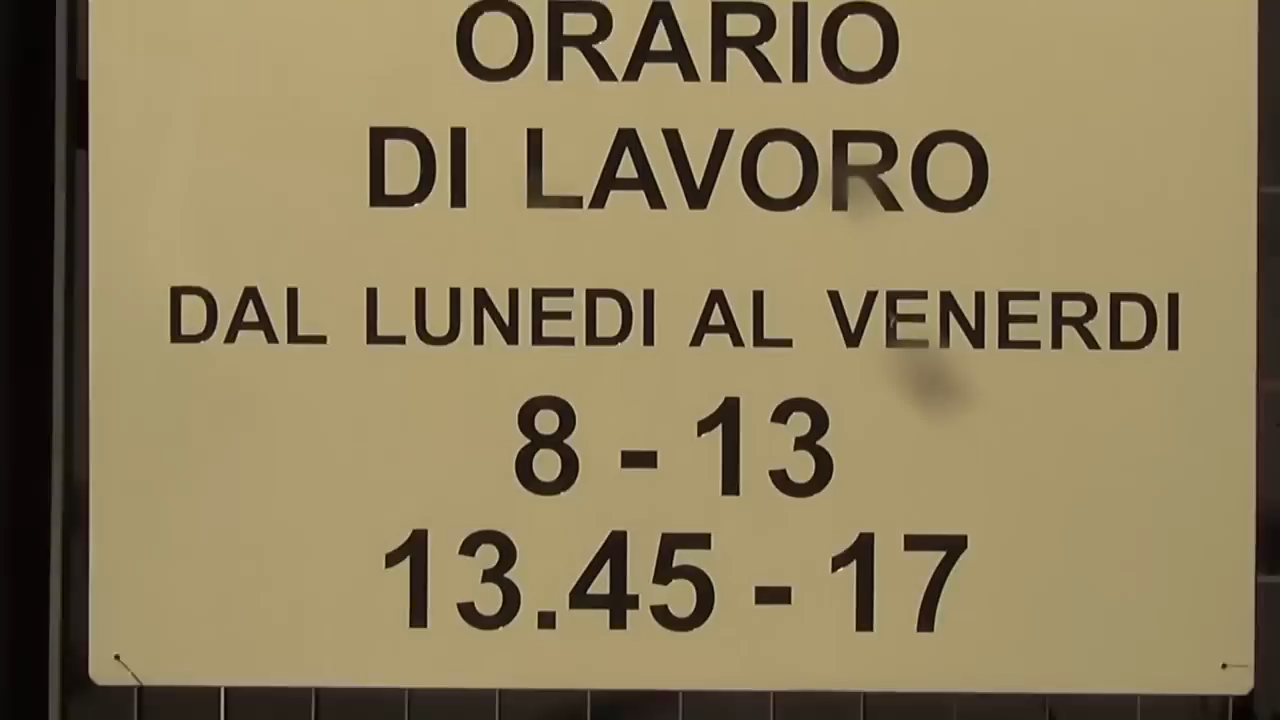 ORARIO
DI LAVORO
DAL LUNEDI AL VENERDI
8 - 13
13.45 - 17